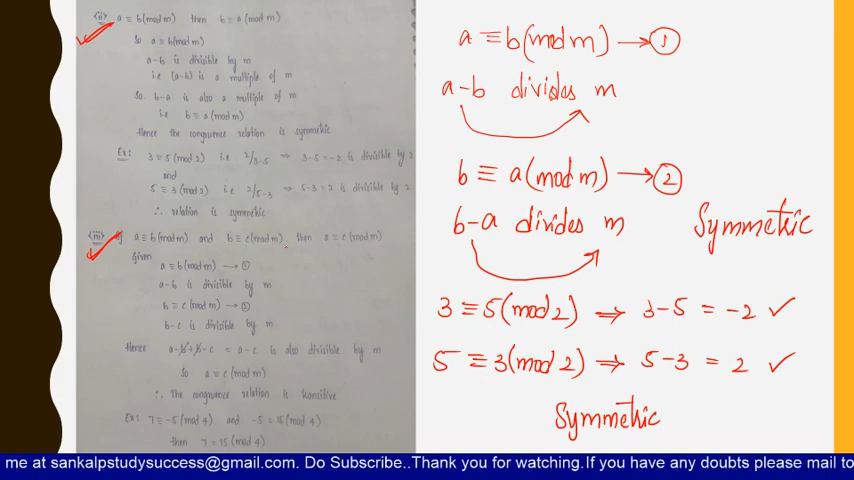 (ii) a ≡ b(mod m) then b ≡ a (mod m)
So a ≡ b(mod m)
a-b is divisible by m
i.e (a-b) is a multiple of m
So b-a is also a multiple of m
i.e b ≡ a (mod m)
Hence the congruence relation is symmetric
Ex: 3 ≡ 5 (mod 2) i.e 2/3-5 ⇒ 3-5 = -2 is divisible by 2
and
5 ≡ 3 (mod 2) i.e 2/5-3 ⇒ 5-3 = 2 is divisible by 2
∴ relation is symmetric
(iii) If a ≡ b(mod m) and b ≡ c(mod m) then a ≡ c (mod m)
Given
a ≡ b(mod m) → ①
a-b is divisible by m
b ≡ c (mod m) → ②
b-c is divisible by m
Hence a-b+b-c = a-c is also divisible by m
So a ≡ c (mod m)
∴ The congruence relation is transitive
Ex: 7 ≡ -5 (mod 4) and -5 ≡ 15 (mod 4)
then 7 ≡ 15 (mod 4)
a ≡ b(mod m) → ①
a-b divides m
b ≡ a(mod m) → ②
b-a divides m Symmetric
3 ≡ 5(mod 2) ⇒ 3-5 = -2 ✓
5 ≡ 3(mod 2) ⇒ 5-3 = 2 ✓
Symmetric
me at sankalpstudysuccess@gmail.com. Do Subscribe..Thank you for watching.If you have any doubts please mail to